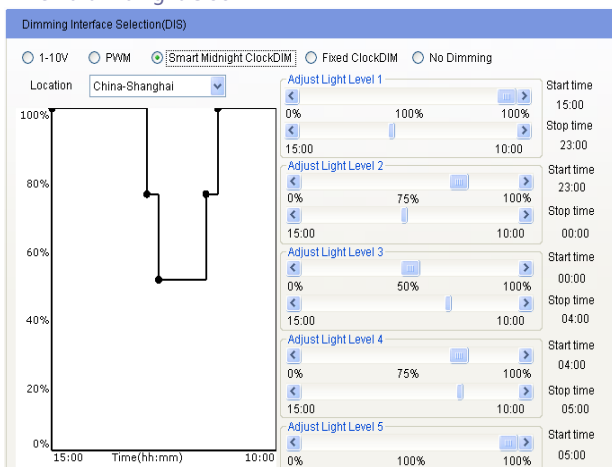 Dimming Interface Selection(DIS)
1-10V PWM Smart Midnight ClockDIM Fixed ClockDIM No Dimming
Location China-Shanghai
100%
80%
60%
40%
20%
0%
15:00 Time(hh:mm) 10:00
Adjust Light Level 1
0% 100% 100%
15:00 10:00
Start time
15:00
Stop time
23:00
Adjust Light Level 2
0% 75% 100%
15:00 10:00
Start time
23:00
Stop time
00:00
Adjust Light Level 3
0% 50% 100%
15:00 10:00
Start time
00:00
Stop time
04:00
Adjust Light Level 4
0% 75% 100%
15:00 10:00
Start time
04:00
Stop time
05:00
Adjust Light Level 5
0% 100% 100%
Start time
05:00